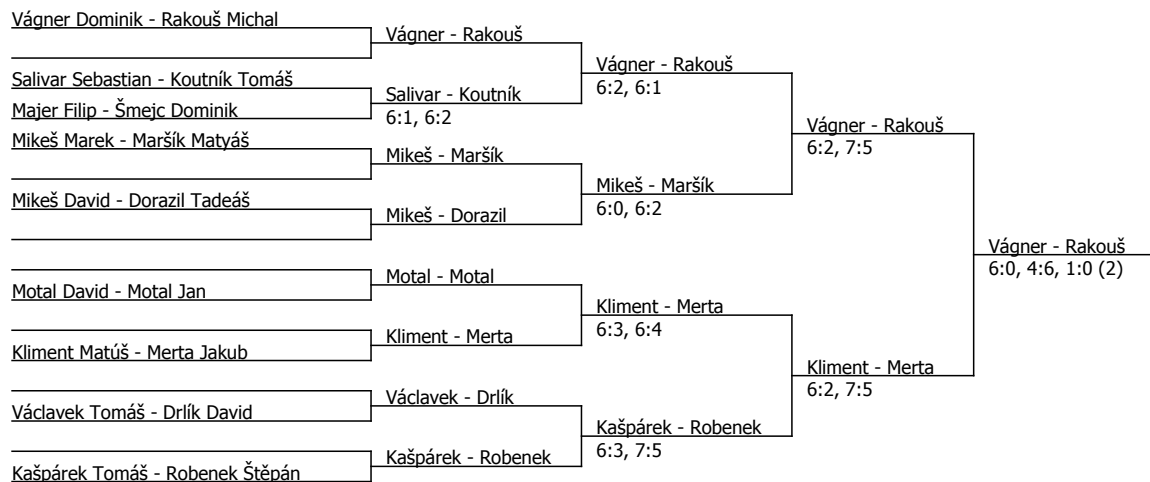 Vágner Dominik - Rakouš Michal
Salivar Sebastian - Koutník Tomáš
Majer Filip - Šmejc Dominik
Mikeš Marek - Maršík Matyáš
Mikeš David - Dorazil Tadeáš
Motal David - Motal Jan
Kliment Matúš - Merta Jakub
Václavek Tomáš - Drlík David
Kašpárek Tomáš - Robenek Štěpán
Vágner - Rakouš
Salivar - Koutník
6:1, 6:2
Mikeš - Maršík
Mikeš - Dorazil
Motal - Motal
Kliment - Merta
Václavek - Drlík
Kašpárek - Robenek
Vágner - Rakouš
6:2, 6:1
Mikeš - Maršík
6:0, 6:2
Kliment - Merta
6:3, 6:4
Kašpárek - Robenek
6:3, 7:5
Vágner - Rakouš
6:2, 7:5
Kliment - Merta
6:2, 7:5
Vágner - Rakouš
6:0, 4:6, 1:0 (2)